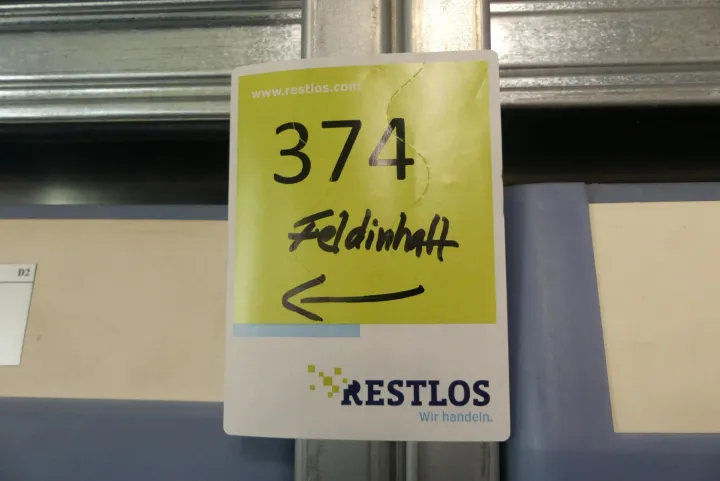 www.restlos.com
374
Feldinhalt
D2
RESTLOS
Wir handeln.